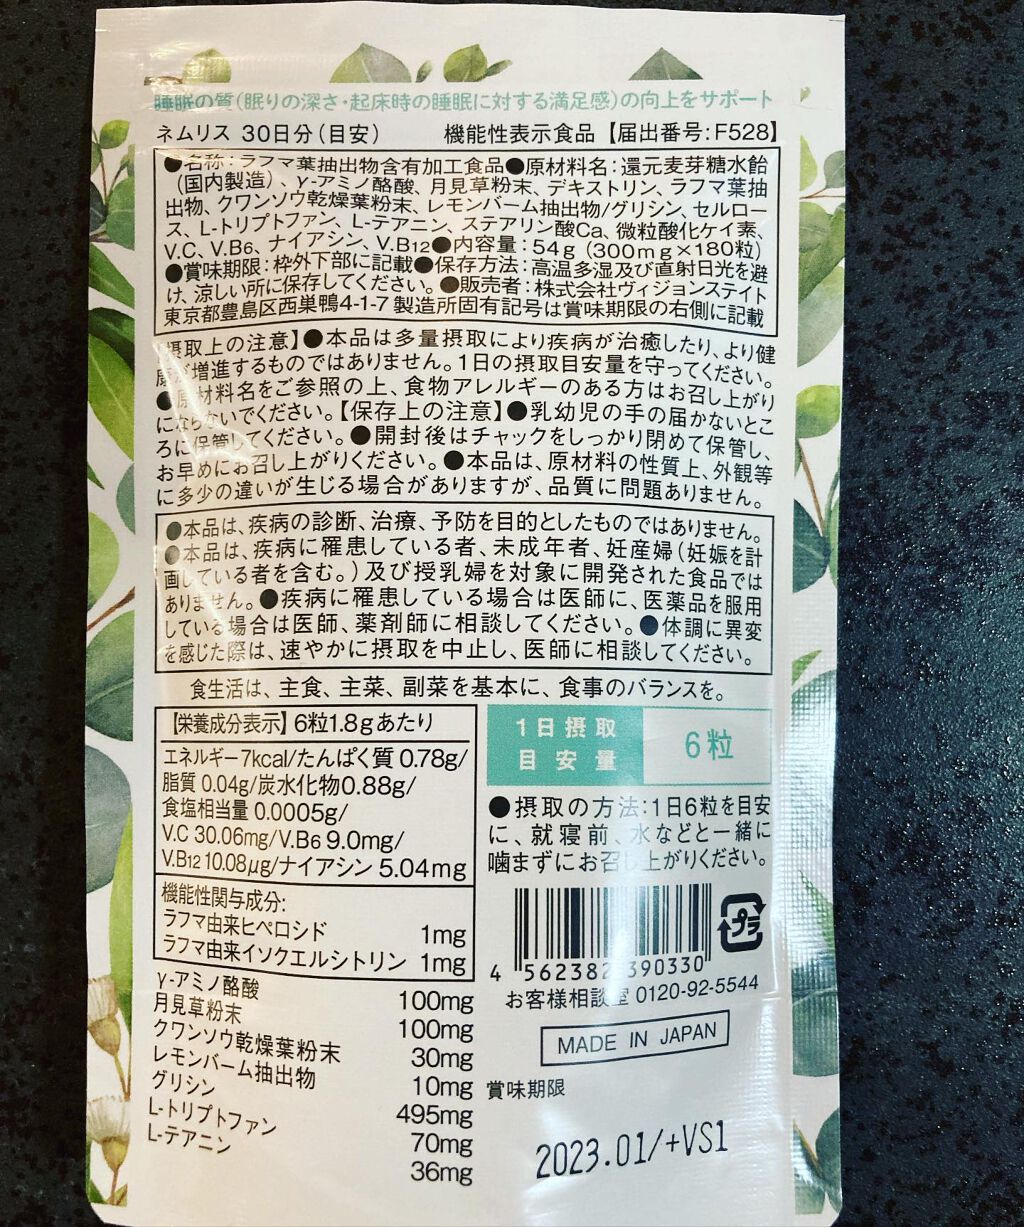 睡眠の質(眠りの深さ・起床時の睡眠に対する満足感)の向上をサポート
ネムリス 30日分(目安) 機能性表示食品【届出番号:F528】
●名称:ラフマ葉抽出物含有加工食品●原材料名:還元麦芽糖水飴
(国内製造)、γ-アミノ酪酸、月見草粉末、デキストリン、ラフマ葉抽
出物、クワンソウ乾燥葉粉末、レモンバーム抽出物/グリシン、セルロー
ス、L-トリプトファン、L-テアニン、ステアリン酸Ca、微粒酸化ケイ素、
V.C、V.B6、ナイアシン、V.B12●内容量:54g(300mg×180粒)
●賞味期限:枠外下部に記載●保存方法:高温多湿及び直射日光を避
け、涼しい所に保存してください。●販売者:株式会社ヴィジョンステイト
東京都豊島区西巣鴨4-1-7 製造所固有記号は賞味期限の右側に記載
摂取上の注意】●本品は多量摂取により疾病が治癒したり、より健
康が増進するものではありません。1日の摂取目安量を守ってください。
●原材料名をご参照の上、食物アレルギーのある方はお召し上がり
にならないでください。【保存上の注意】●乳幼児の手の届かないとこ
ろに保管してください。●開封後はチャックをしっかり閉めて保管し、
お早めにお召し上がりください。●本品は、原材料の性質上、外観等
に多少の違いが生じる場合がありますが、品質に問題ありません。
●本品は、疾病の診断、治療、予防を目的としたものではありません。
●本品は、疾病に罹患している者、未成年者、妊産婦(妊娠を計
画している者を含む。)及び授乳婦を対象に開発された食品では
ありません。●疾病に罹患している場合は医師に、医薬品を服用
している場合は医師、薬剤師に相談してください。●体調に異変
を感じた際は、速やかに摂取を中止し、医師に相談してください。
食生活は、主食、主菜、副菜を基本に、食事のバランスを。
【栄養成分表示】6粒1.8gあたり
エネルギー7kcal/たんぱく質 0.78g/
脂質 0.04g/炭水化物0.88g/
食塩相当量 0.0005g/
V.C 30.06mg/V.B6 9.0mg/
V.B12 10.08μg/ナイアシン 5.04mg
機能性関与成分:
ラフマ由来ヒペロシド 1mg
ラフマ由来イソクエルシトリン 1mg
γ-アミノ酪酸 100mg
月見草粉末 100mg
クワンソウ乾燥葉粉末 30mg
レモンバーム抽出物 10mg
グリシン 495mg
L-トリプトファン 70mg
L-テアニン 36mg
1日摂取
目安量
6粒
●摂取の方法:1日6粒を目安
に、就寝前、水などと一緒に
噛まずにお召し上がりください。
プラ
4 562382 390330
お客様相談室 0120-92-5544
MADE IN JAPAN
賞味期限
2023.01/+VS1